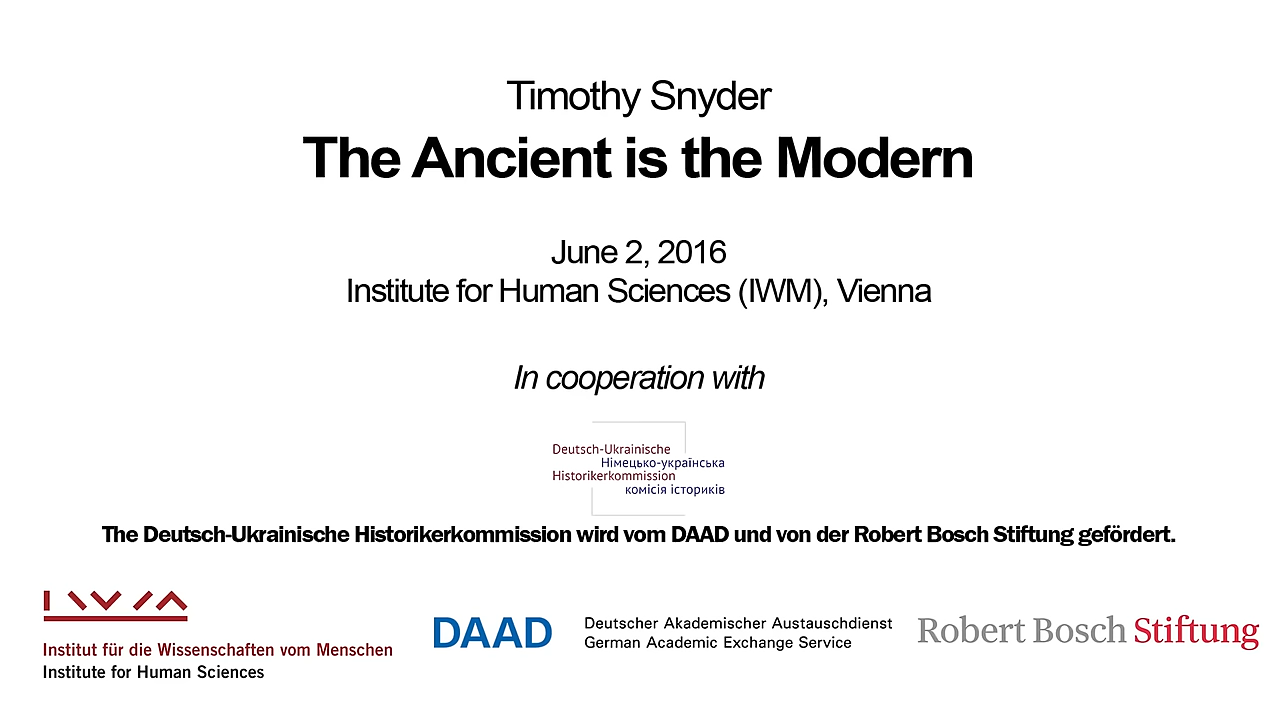 Timothy Snyder
The Ancient is the Modern
June 2, 2016
Institute for Human Sciences (IWM), Vienna
In cooperation with
Deutsch-Ukrainische
Німецько-українська
Historikerkommission
комісія істориків
The Deutsch-Ukrainische Historikerkommission wird vom DAAD und von der Robert Bosch Stiftung gefördert.
IWM
Institut für die Wissenschaften vom Menschen
Institute for Human Sciences
DAAD
Deutscher Akademischer Austauschdienst
German Academic Exchange Service
Robert Bosch Stiftung